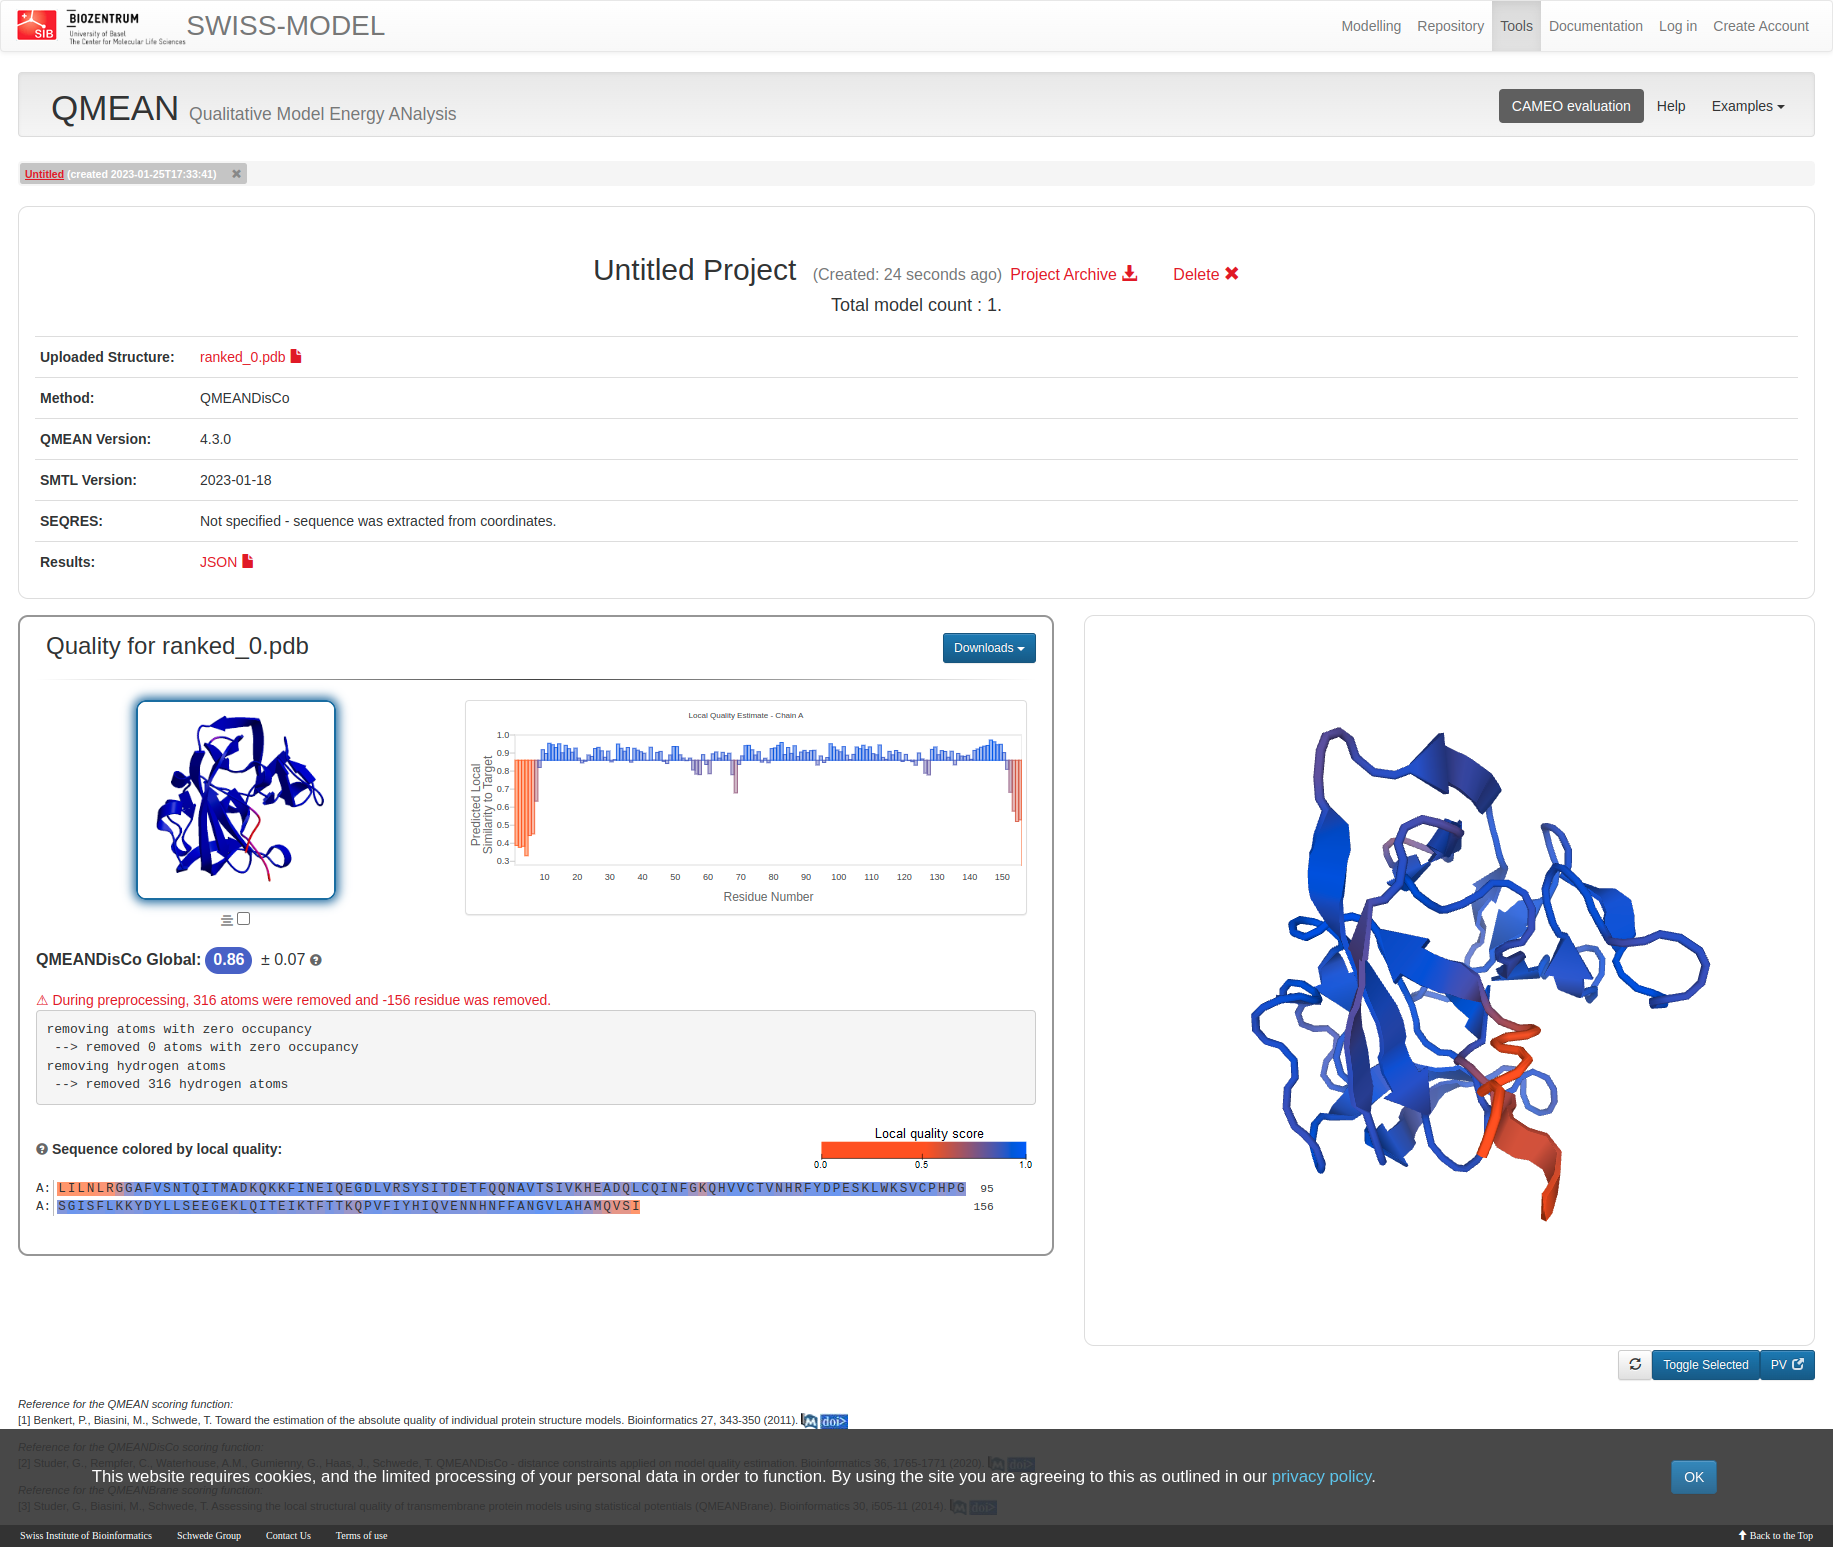 SIB
BIOZENTRUM
University of Basel
The Center for Molecular Life Sciences
SWISS-MODEL
Modelling Repository Tools Documentation Log in Create Account
QMEAN Qualitative Model Energy ANalysis
CAMEO evaluation Help Examples
Untitled (created 2023-01-25T17:33:41)
Untitled Project (Created: 24 seconds ago) Project Archive Delete
Total model count : 1.
Uploaded Structure: ranked_0.pdb
Method: QMEANDisCo
QMEAN Version: 4.3.0
SMTL Version: 2023-01-18
SEQRES: Not specified - sequence was extracted from coordinates.
Results: JSON
Quality for ranked_0.pdb
Downloads
Local Quality Estimate - Chain A
Predicted Local
Similarity to Target
1.0
0.9
0.8
0.7
0.6
0.5
0.4
0.3
10 20 30 40 50 60 70 80 90 100 110 120 130 140 150
Residue Number
QMEANDisCo Global: 0.86 ± 0.07
During preprocessing, 316 atoms were removed and -156 residue was removed.
removing atoms with zero occupancy
--> removed 0 atoms with zero occupancy
removing hydrogen atoms
--> removed 316 hydrogen atoms
Sequence colored by local quality:
Local quality score
0.0 0.5 1.0
A: LILNLRGGAFVSNTQITMADKQKKFINEIQEGDLVRSYSITDETFQQNAVTSIVKHEADQLCQINFGKQHVVCTVNHRFYDPESKLWKSVCPHPG 95
A: SGISFLKKYDYLLSEEGEKLQITEIKTFTTKQPVFIYHIQVENNHNFFANGVLAHAMQVSI 156
Toggle Selected PV
Reference for the QMEAN scoring function:
[1] Benkert, P., Biasini, M., Schwede, T. Toward the estimation of the absolute quality of individual protein structure models. Bioinformatics 27, 343-350 (2011). doi>
Reference for the QMEANDisCo scoring function:
[2] Studer, G., Rempfer, C., Waterhouse, A.M., Gumienny, G., Haas, J., Schwede, T. QMEANDisCo - distance constraints applied on model quality estimation. Bioinformatics 36, 1765-1771 (2020). doi>
This website requires cookies, and the limited processing of your personal data in order to function. By using the site you are agreeing to this as outlined in our privacy policy.
OK
Reference for the QMEANBrane scoring function:
[3] Studer, G., Biasini, M., Schwede, T. Assessing the local structural quality of transmembrane protein models using statistical potentials (QMEANBrane). Bioinformatics 30, i505-11 (2014). doi>
Swiss Institute of Bioinformatics Schwede Group Contact Us Terms of use
Back to the Top